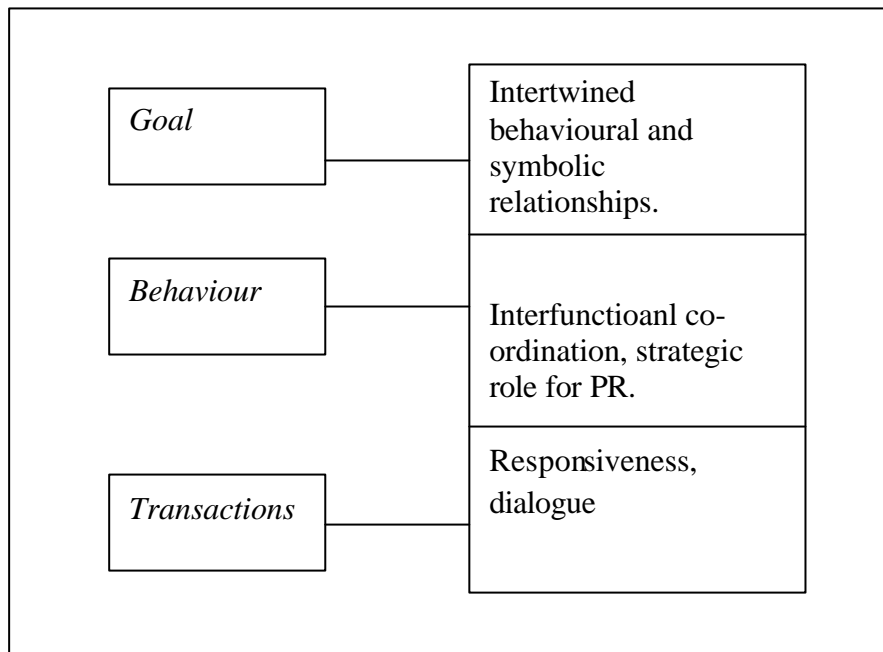 Goal
Intertwined
behavioural and
symbolic
relationships.
Behaviour
Interfunctioanl co-
ordination, strategic
role for PR.
Transactions
Responsiveness,
dialogue